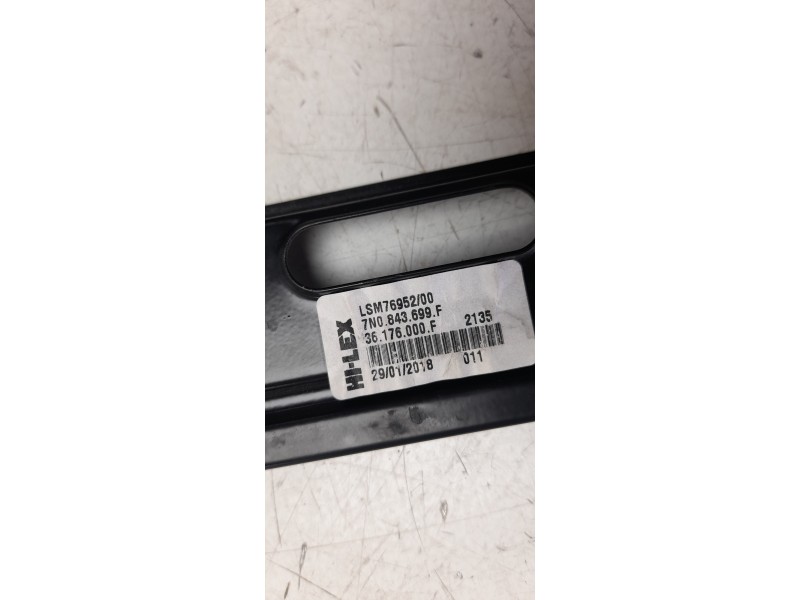 HI-LEX
LSM76952/00
7N0.843.699.F
36.176.000.F 2135
29/01/2018 011